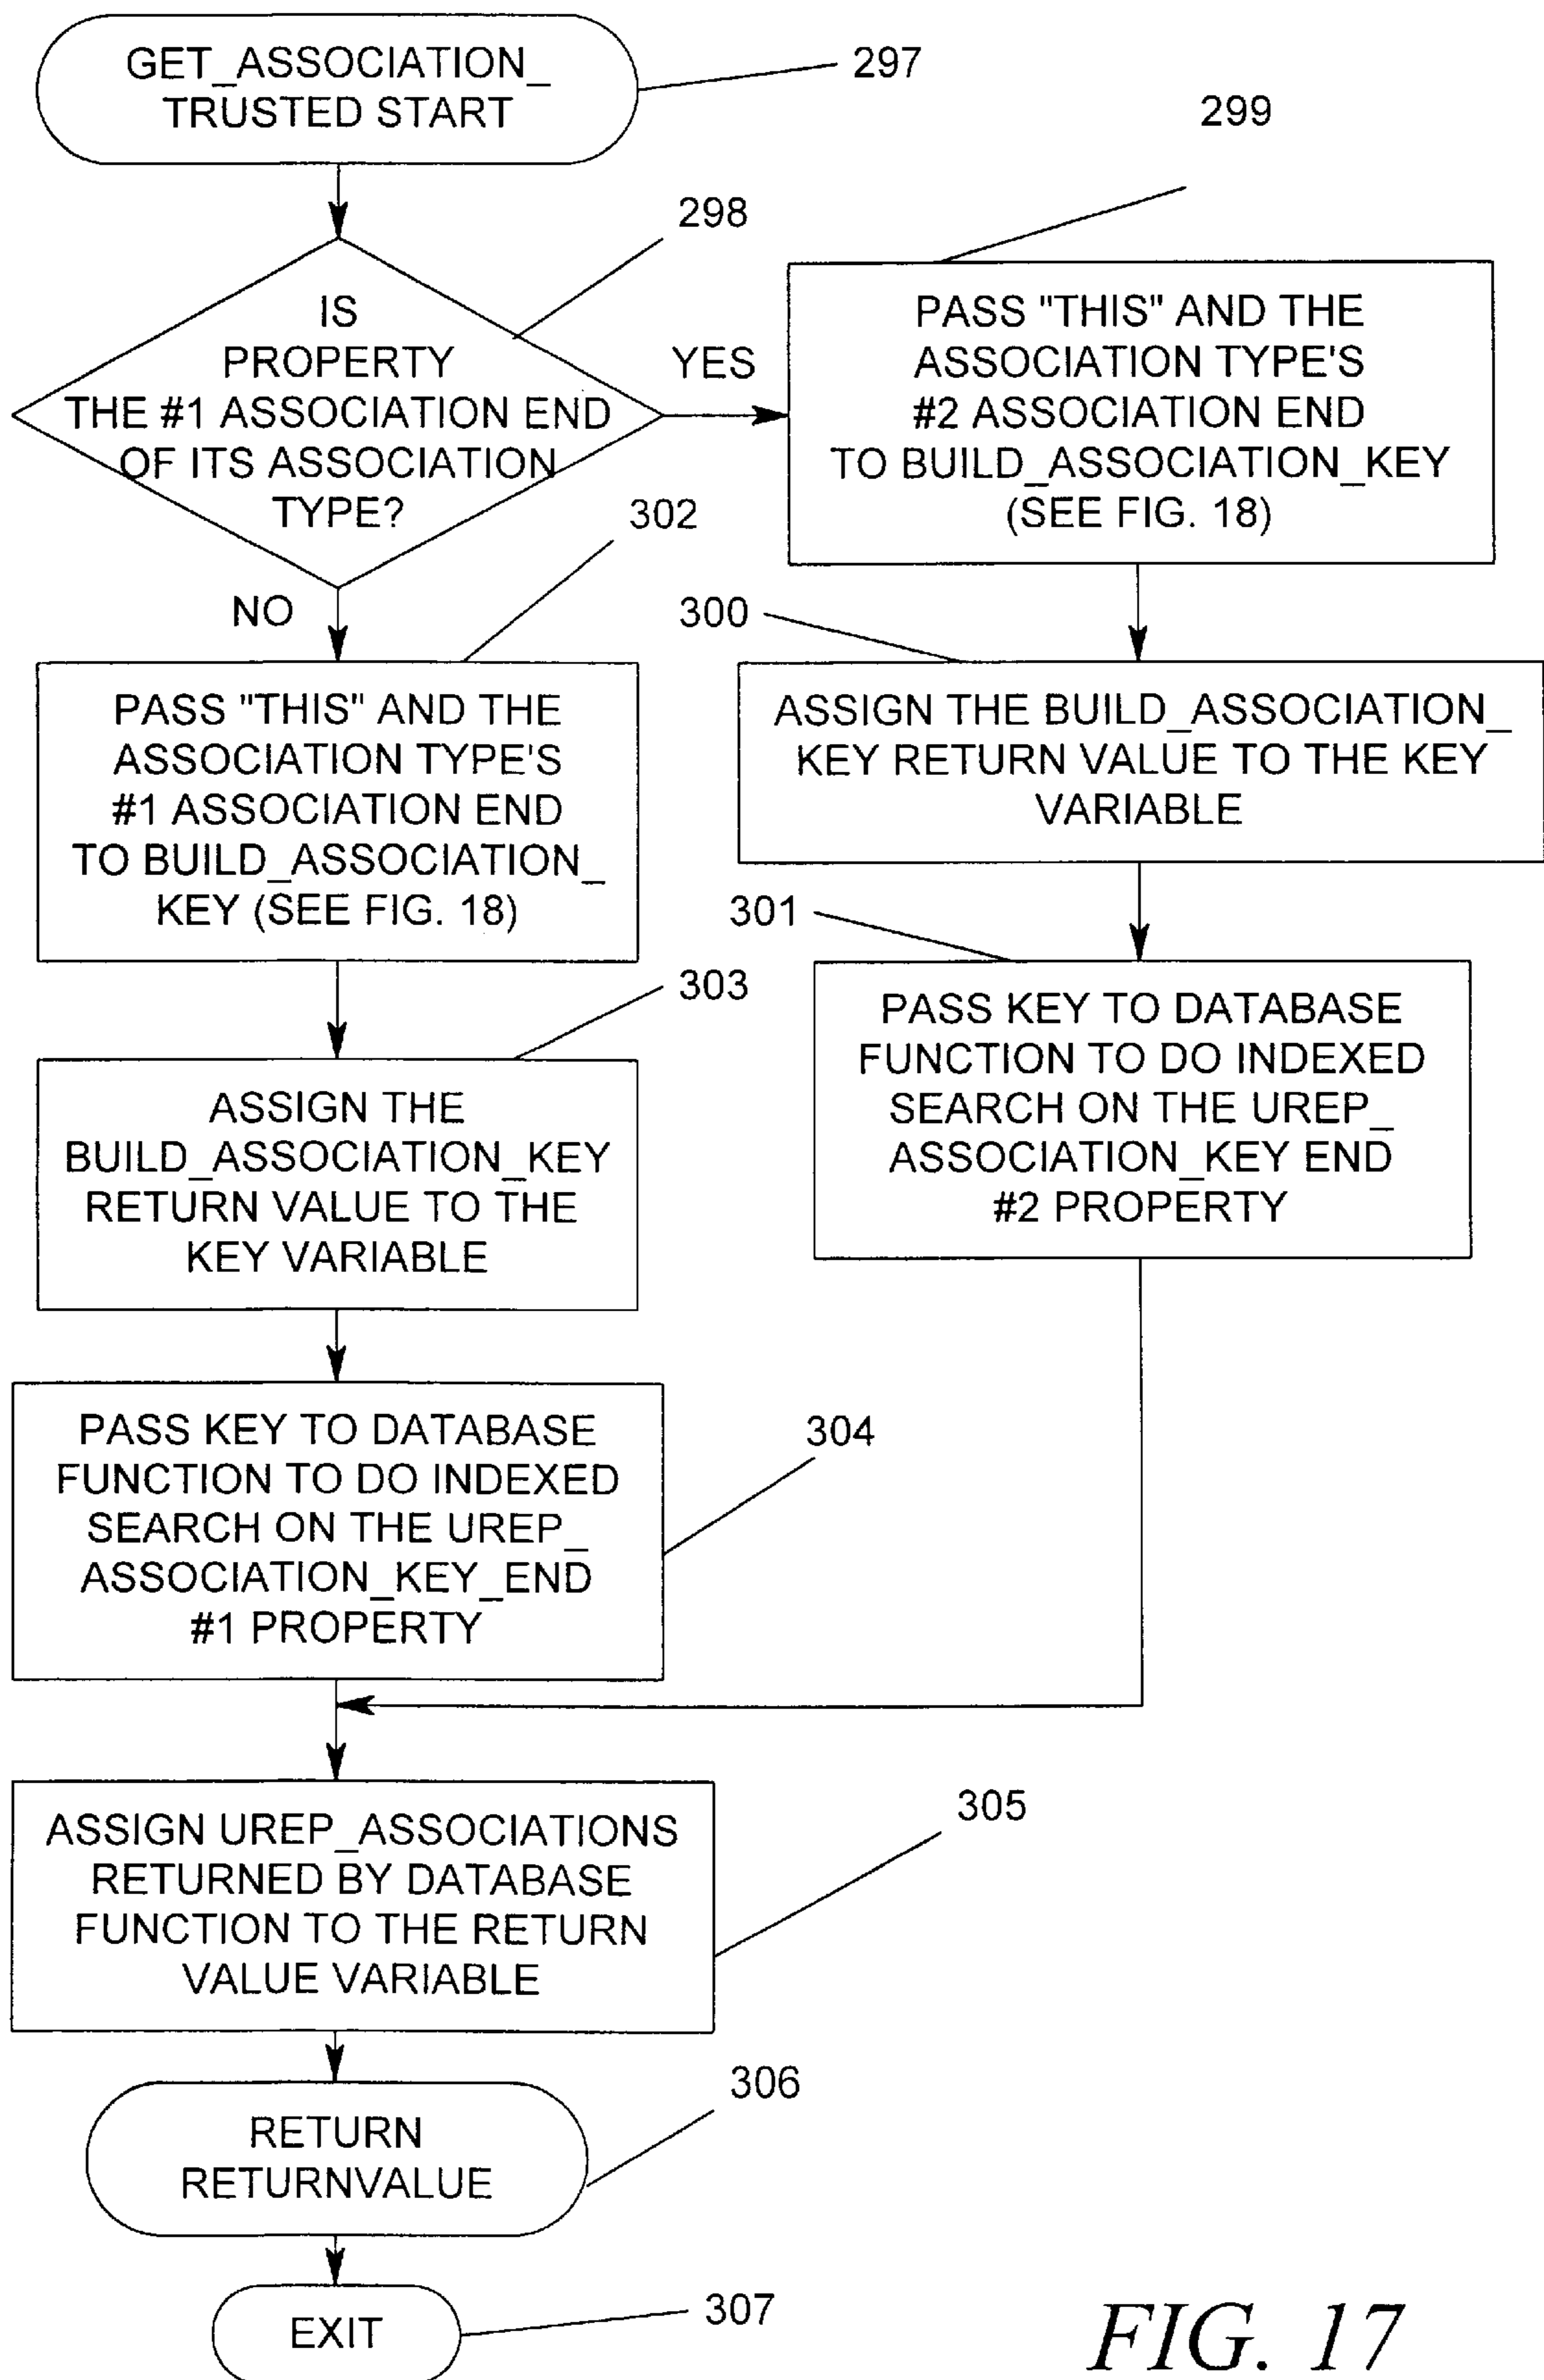 GET_ASSOCIATION_
TRUSTED START
297
299
298
IS
PROPERTY
THE #1 ASSOCIATION END
OF ITS ASSOCIATION
TYPE?
YES
PASS "THIS" AND THE
ASSOCIATION TYPE'S
#2 ASSOCIATION END
TO BUILD_ASSOCIATION_KEY
(SEE FIG. 18)
302
NO
300
PASS "THIS" AND THE
ASSOCIATION TYPE'S
#1 ASSOCIATION END
TO BUILD_ASSOCIATION_
KEY (SEE FIG. 18)
ASSIGN THE BUILD_ASSOCIATION_
KEY RETURN VALUE TO THE KEY
VARIABLE
301
303
PASS KEY TO DATABASE
FUNCTION TO DO INDEXED
SEARCH ON THE UREP_
ASSOCIATION_KEY END
#2 PROPERTY
ASSIGN THE
BUILD_ASSOCIATION_KEY
RETURN VALUE TO THE
KEY VARIABLE
PASS KEY TO DATABASE
FUNCTION TO DO INDEXED
SEARCH ON THE UREP_
ASSOCIATION_KEY_END
#1 PROPERTY
304
ASSIGN UREP_ASSOCIATIONS
RETURNED BY DATABASE
FUNCTION TO THE RETURN
VALUE VARIABLE
305
RETURN
RETURNVALUE
306
EXIT
307
FIG. 17